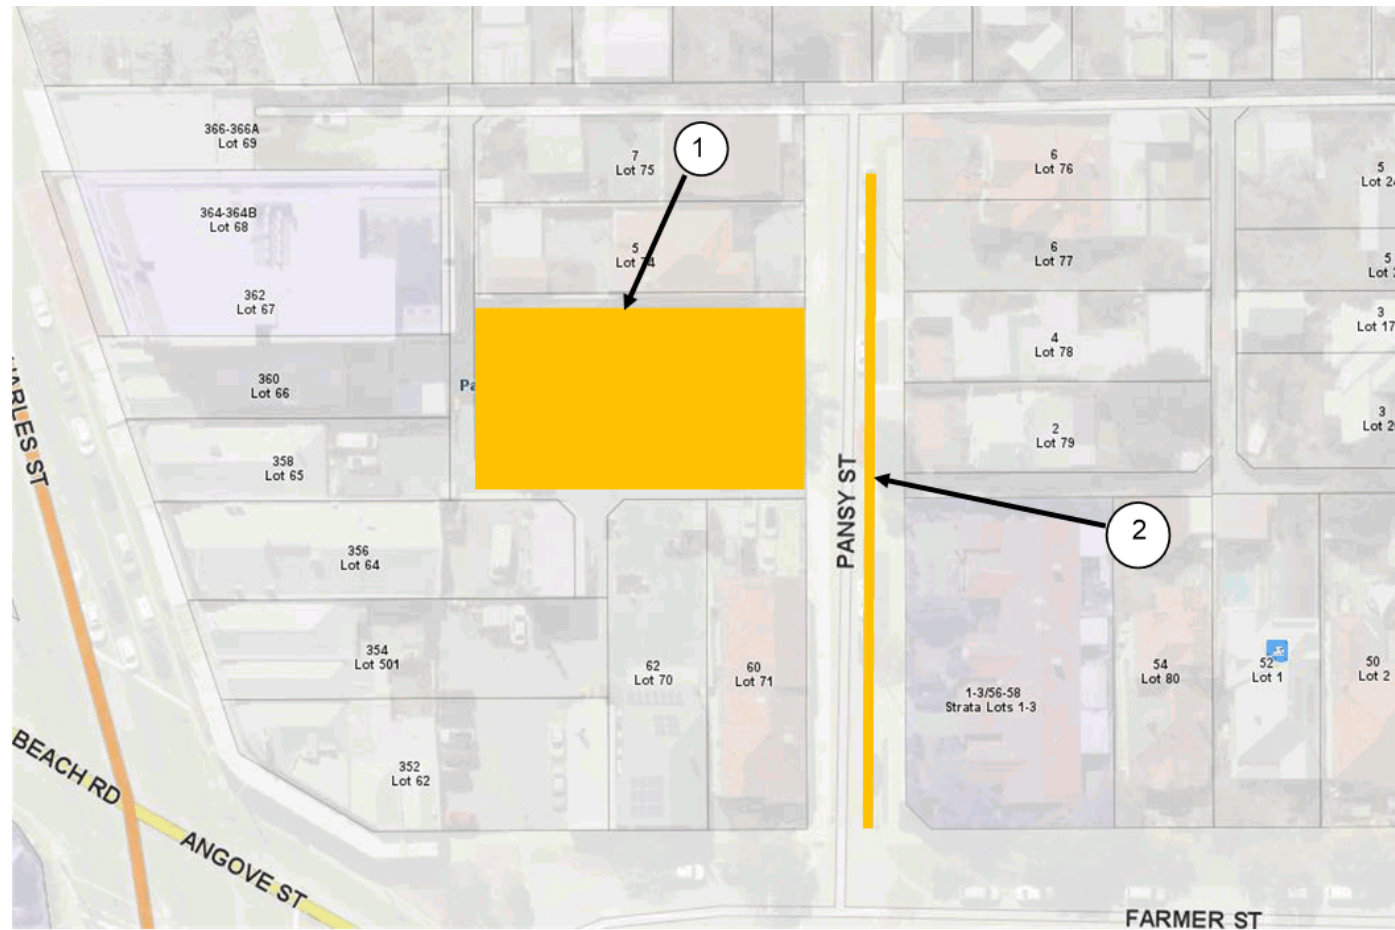 366-366A
Lot 69
7
Lot 75
1
6
Lot 76
5
364-364B
Lot 68
5
6
Lot 77
5
362
Lot 67
3
Lot 17
4
Lot 78
360
Lot 66
2
Lot 79
3
358
Lot 65
PANSY ST
2
356
Lot 64
354
Lot 501
62
Lot 70
60
Lot 71
1-3/56-58
Strata Lots 1-3
54
Lot 80
52
Lot 1
50
Lot 2
352
Lot 62
BEACH RD
ANGOVE ST
FARMER ST